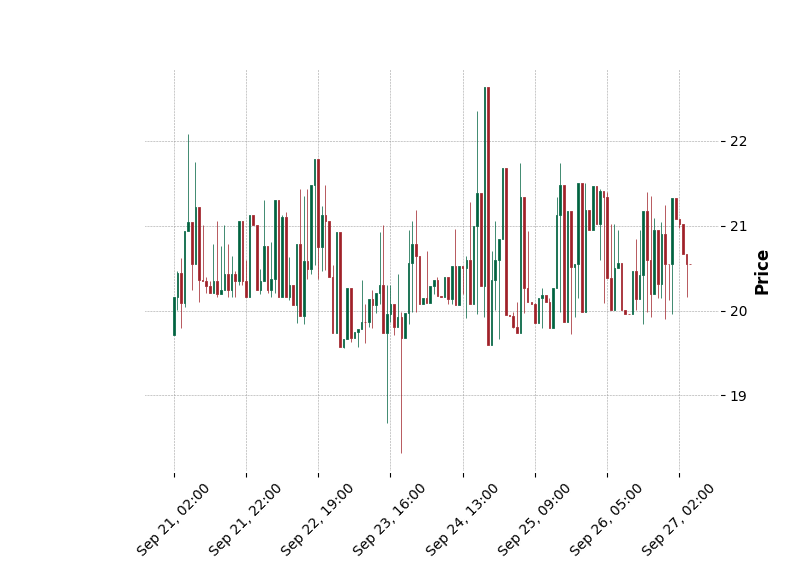 22
21
20
19
Price
Sep 21, 02:00
Sep 21, 22:00
Sep 22, 19:00
Sep 23, 16:00
Sep 24, 13:00
Sep 25, 09:00
Sep 26, 05:00
Sep 27, 02:00